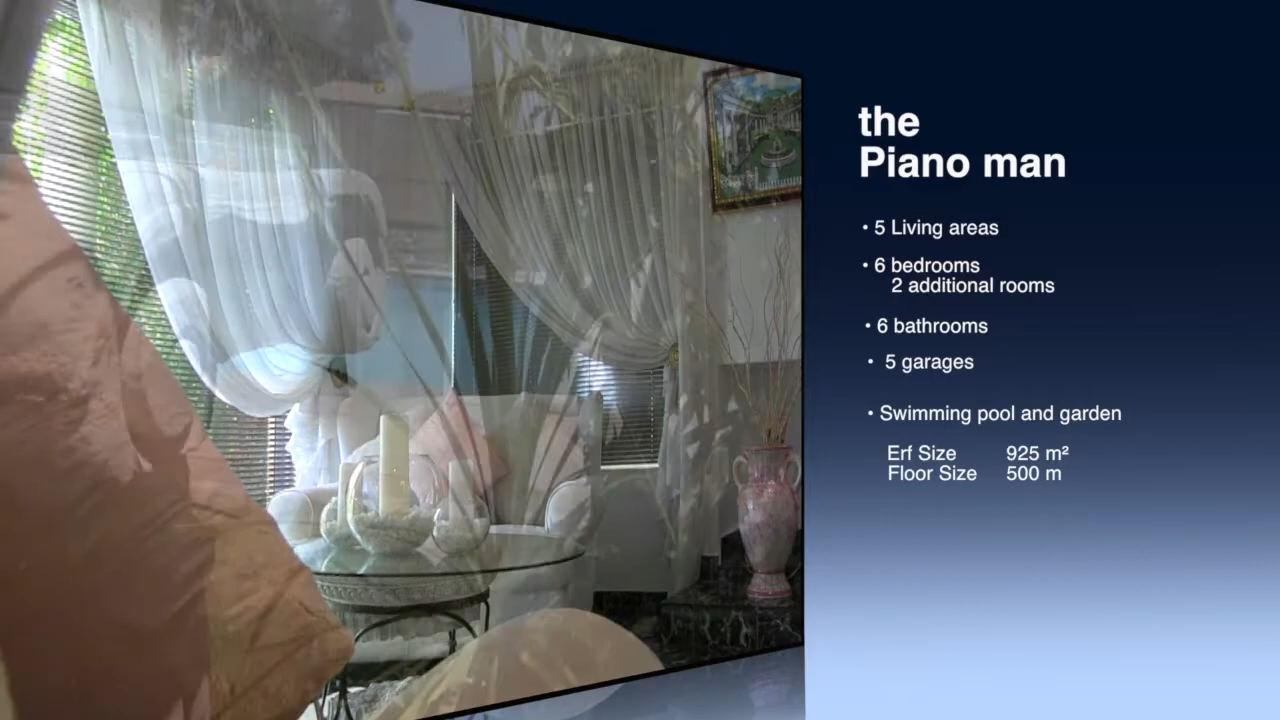 the
Piano man
• 5 Living areas
• 6 bedrooms
2 additional rooms
• 6 bathrooms
• 5 garages
• Swimming pool and garden
Erf Size 925 m²
Floor Size 500 m